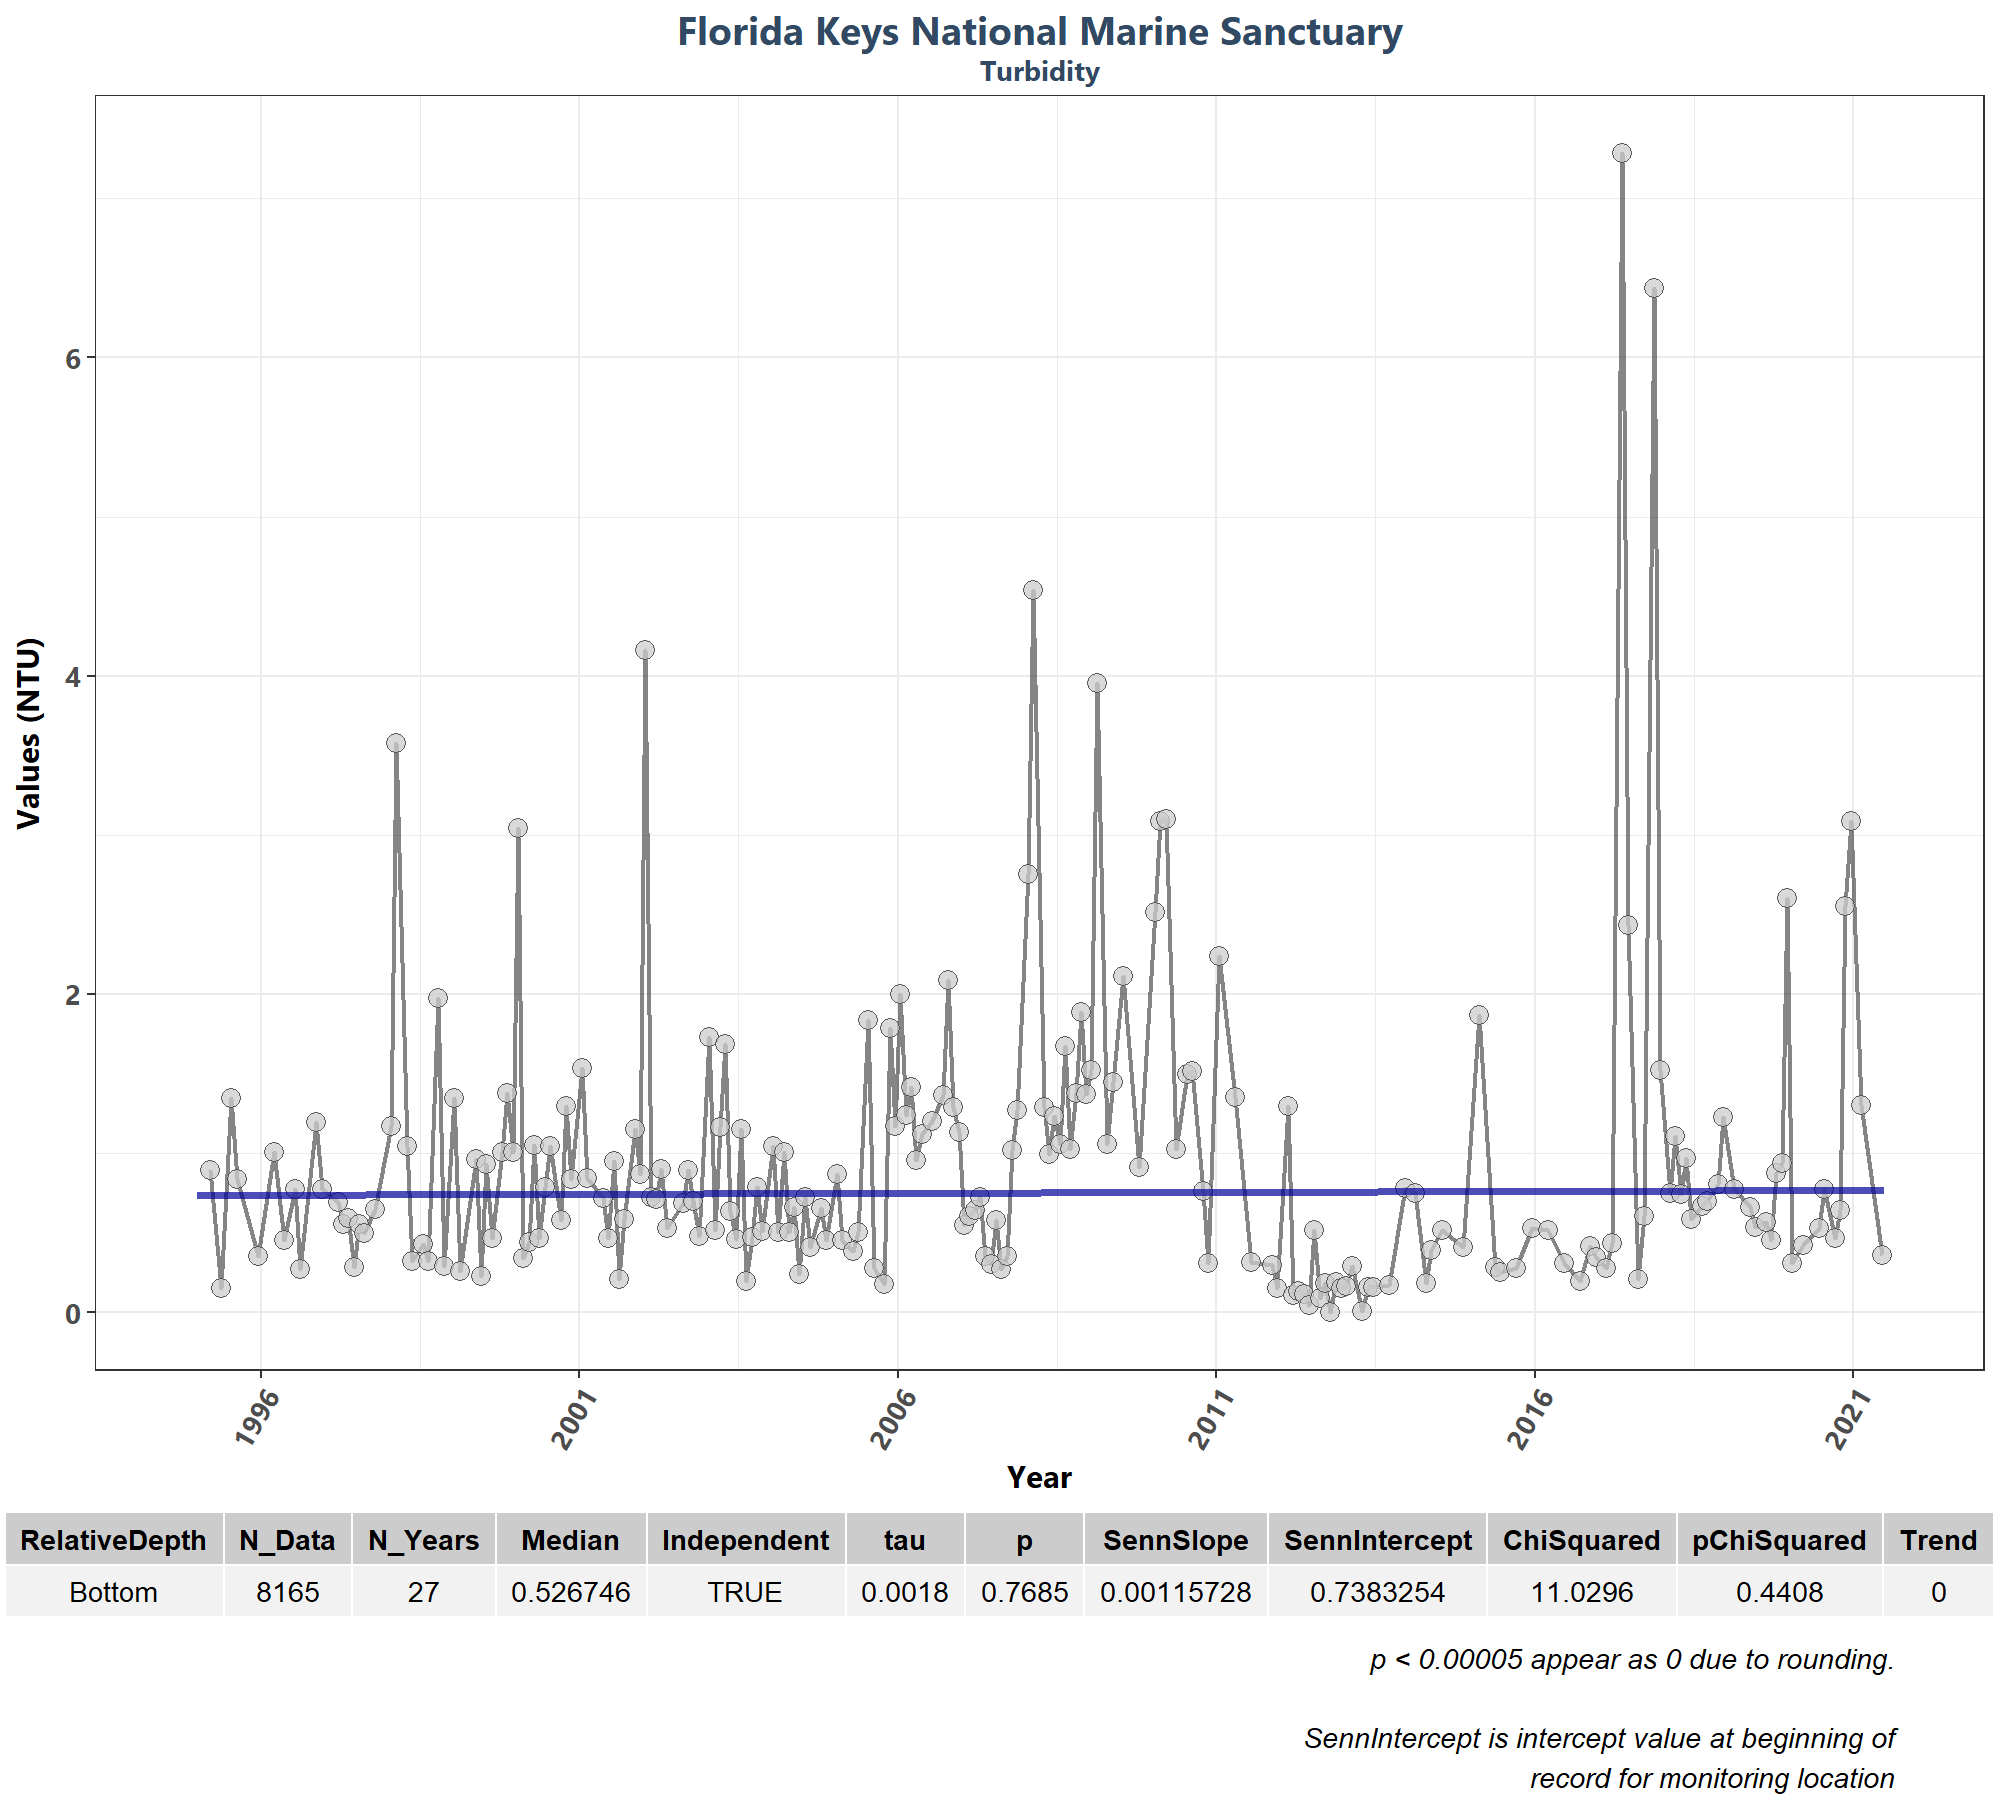 Florida Keys National Marine Sanctuary
Turbidity
Values (NTU)
6
4
2
0
1996 2001 2006 2011 2016 2021
Year
RelativeDepth N_Data N_Years Median Independent tau p SennSlope SennIntercept ChiSquared pChiSquared Trend
Bottom 8165 27 0.526746 TRUE 0.0018 0.7685 0.00115728 0.7383254 11.0296 0.4408 0
p < 0.00005 appear as 0 due to rounding.
SennIntercept is intercept value at beginning of
record for monitoring location